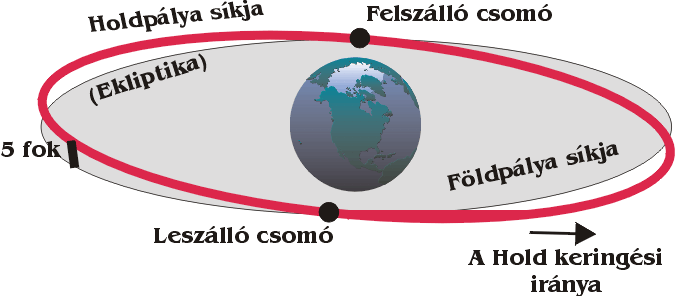 Holdpálya síkja
Felszálló csomó
(Ekliptika)
5 fok
Földpálya síkja
Leszálló csomó
A Hold keringési
iránya